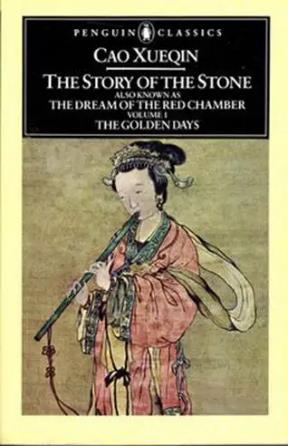 PENGUIN CLASSICS
CAO XUEQIN
THE STORY OF THE STONE
ALSO KNOWN AS
THE DREAM OF THE RED CHAMBER
VOLUME 1
THE GOLDEN DAYS